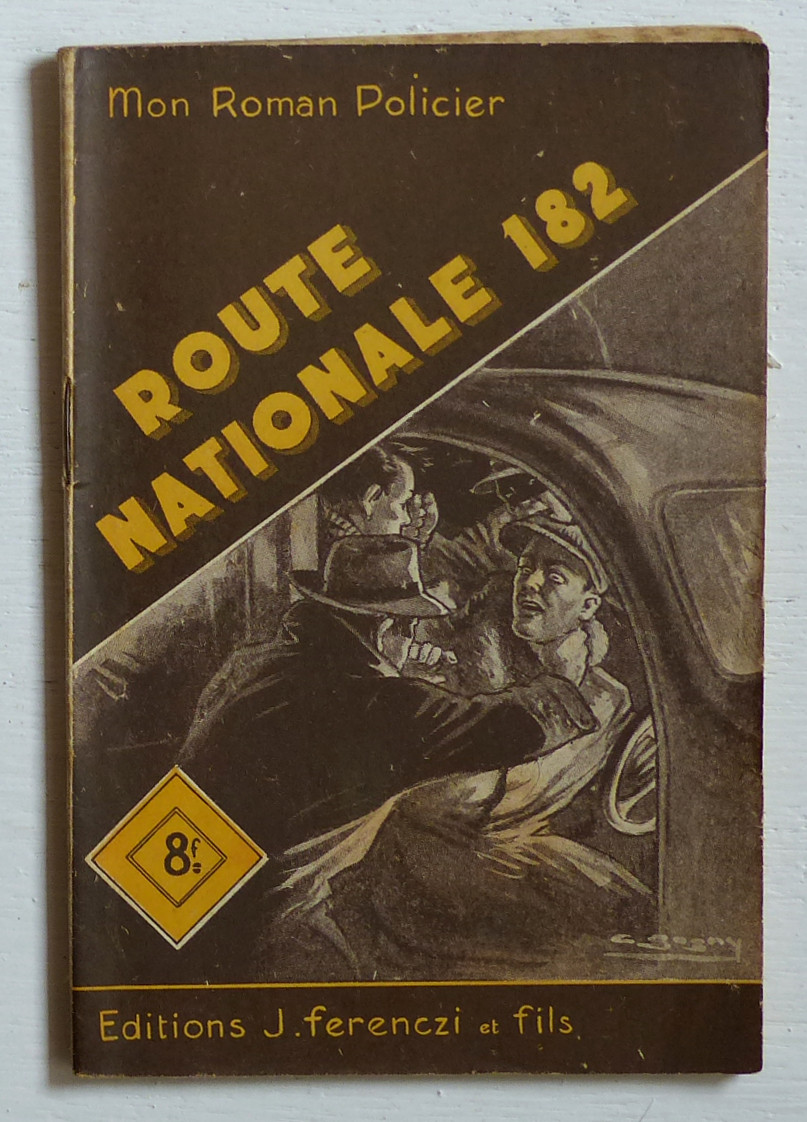 Mon Roman Policier
ROUTE
NATIONALE 182
8f.
Editions J. ferenczi et fils